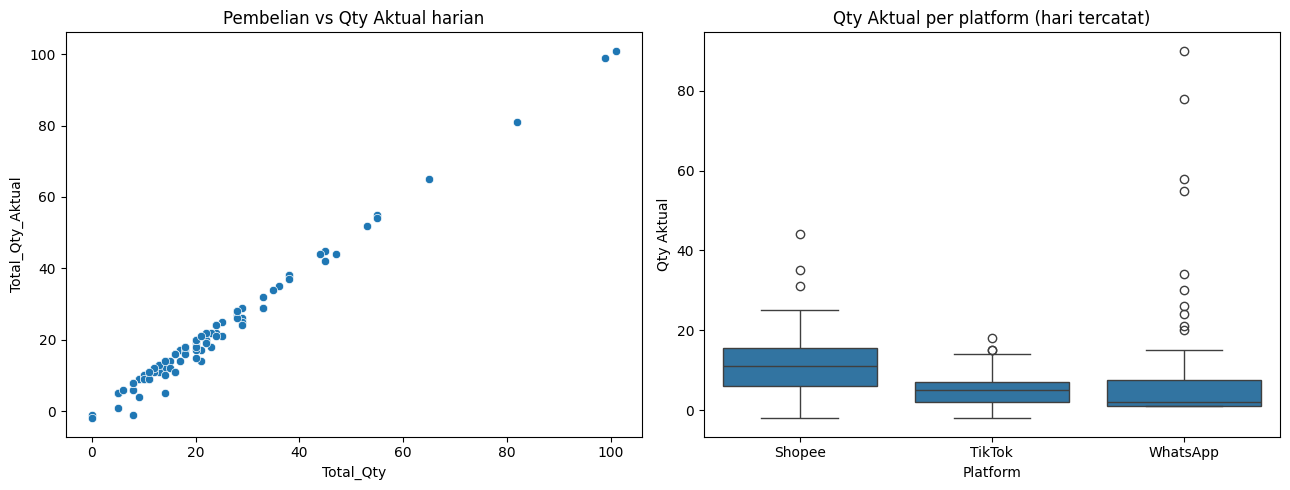 Pembelian vs Qty Aktual harian
Total_Qty_Aktual
100
80
60
40
20
0
0 20 40 60 80 100
Total_Qty
Qty Aktual per platform (hari tercatat)
Qty Aktual
80
60
40
20
0
Shopee TikTok WhatsApp
Platform